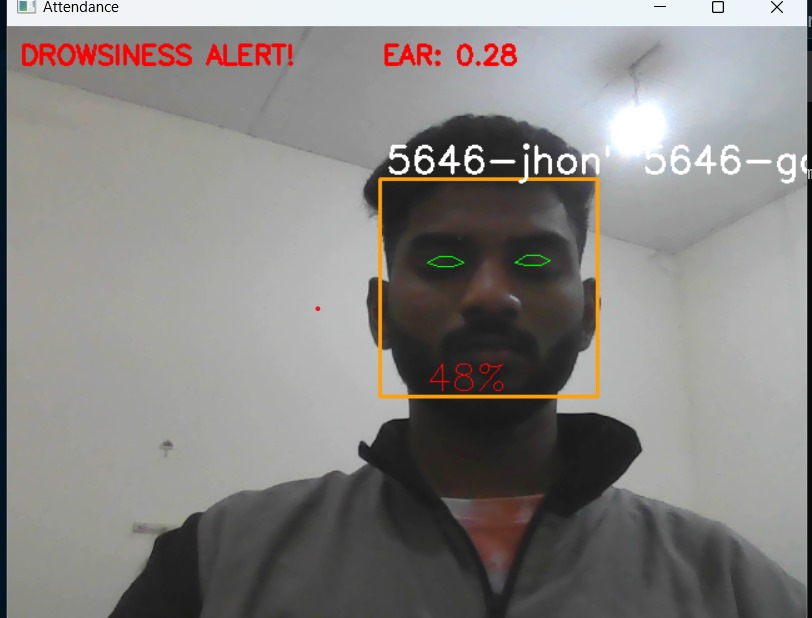 Attendance
DROWSINESS ALERT! EAR: 0.28
5646-jhon' '5646-go
48%